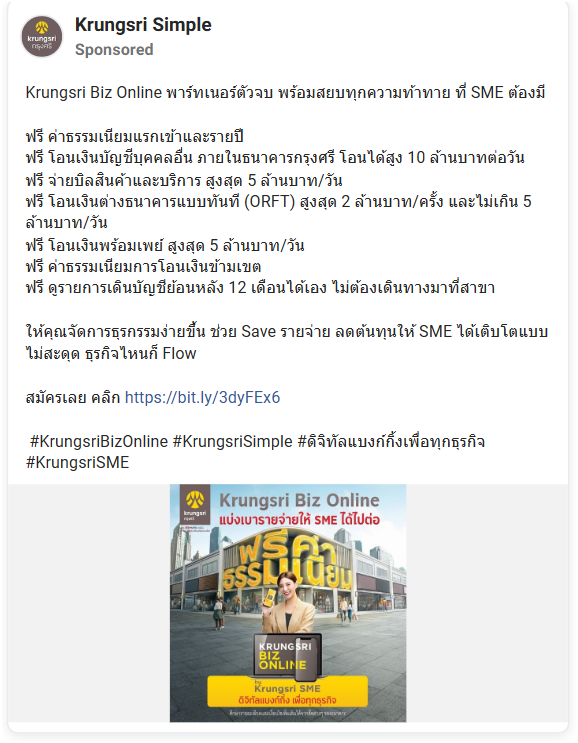 Krungsri Simple
Sponsored
Krungsri Biz Online พาร์ทเนอร์ตัวจบ พร้อมสยบทุกความท้าทาย ที่ SME ต้องมี
ฟรี ค่าธรรมเนียมแรกเข้าและรายปี
ฟรี โอนเงินบัญชีบุคคลอื่น ภายในธนาคารกรุงศรี โอนได้สูง 10 ล้านบาทต่อวัน
ฟรี จ่ายบิลสินค้าและบริการ สูงสุด 5 ล้านบาท/วัน
ฟรี โอนเงินต่างธนาคารแบบทันที (ORFT) สูงสุด 2 ล้านบาท/ครั้ง และไม่เกิน 5
ล้านบาท/วัน
ฟรี โอนเงินพร้อมเพย์ สูงสุด 5 ล้านบาท/วัน
ฟรี ค่าธรรมเนียมการโอนเงินข้ามเขต
ฟรี ดูรายการเดินบัญชีย้อนหลัง 12 เดือนได้เอง ไม่ต้องเดินทางมาที่สาขา
ให้คุณจัดการธุรกรรมง่ายขึ้น ช่วย Save รายจ่าย ลดต้นทุนให้ SME ได้เติบโตแบบ
ไม่สะดุด ธุรกิจไหนก็ Flow
สมัครเลย คลิก https://bit.ly/3dyFEx6
#KrungsriBizOnline #KrungsriSimple #ดิจิทัลแบงก์กิ้งเพื่อทุกธุรกิจ
#KrungsriSME
krungsri
กรุงศรี
Krungsri Biz Online
แบ่งเบารายจ่ายให้ SME ได้ไปต่อ
ฟรีค่า
ธรรมเนียม
KRUNGSRI
BIZ
ONLINE
by
Krungsri SME
ดิจิทัลแบงก์กิ้ง เพื่อทุกธุรกิจ